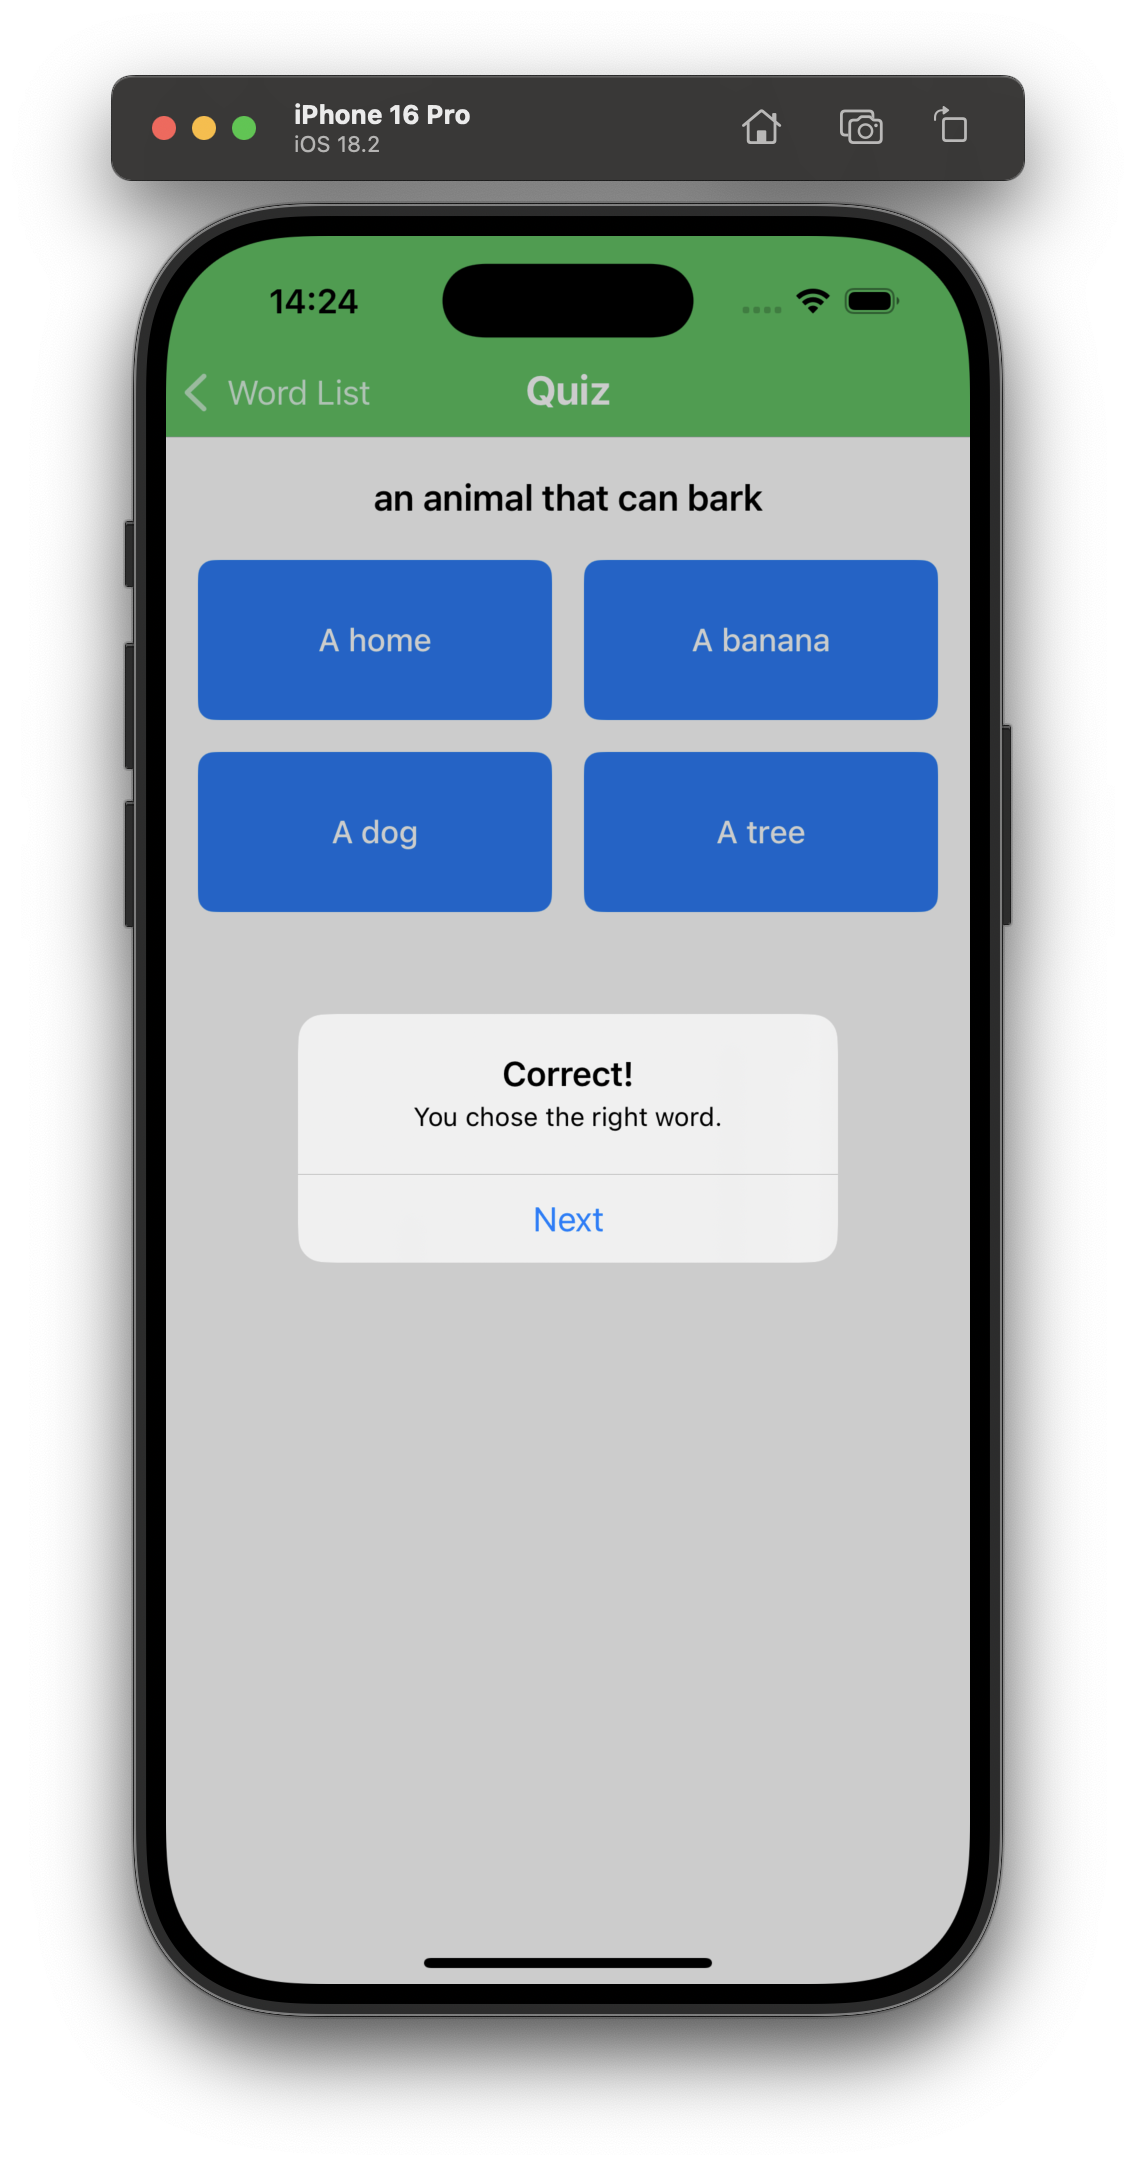 iPhone 16 Pro
iOS 18.2
14:24
Word List
Quiz
an animal that can bark
A home
A banana
A dog
A tree
Correct!
You chose the right word.
Next